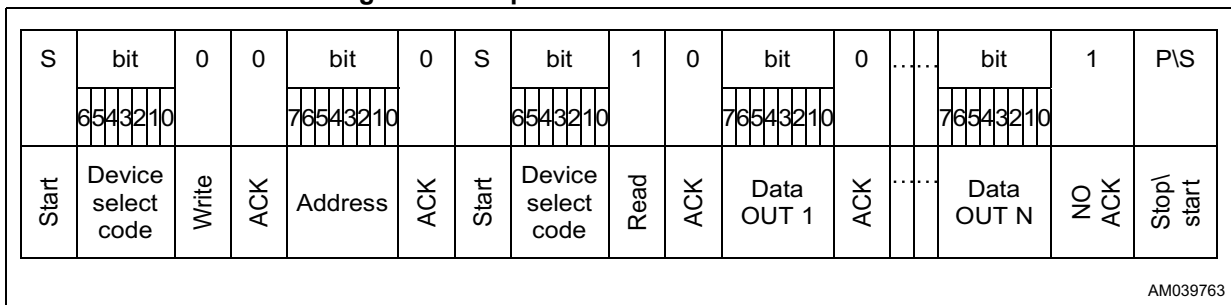 S bit 0 0 bit 0 S bit 1 0 bit 0 ...... bit 1 P\S
6543210 76543210 6543210 76543210 76543210
Start Device select code Write ACK Address ACK Start Device select code Read ACK Data OUT 1 ACK ...... Data OUT N NO ACK Stop\ start
AM039763